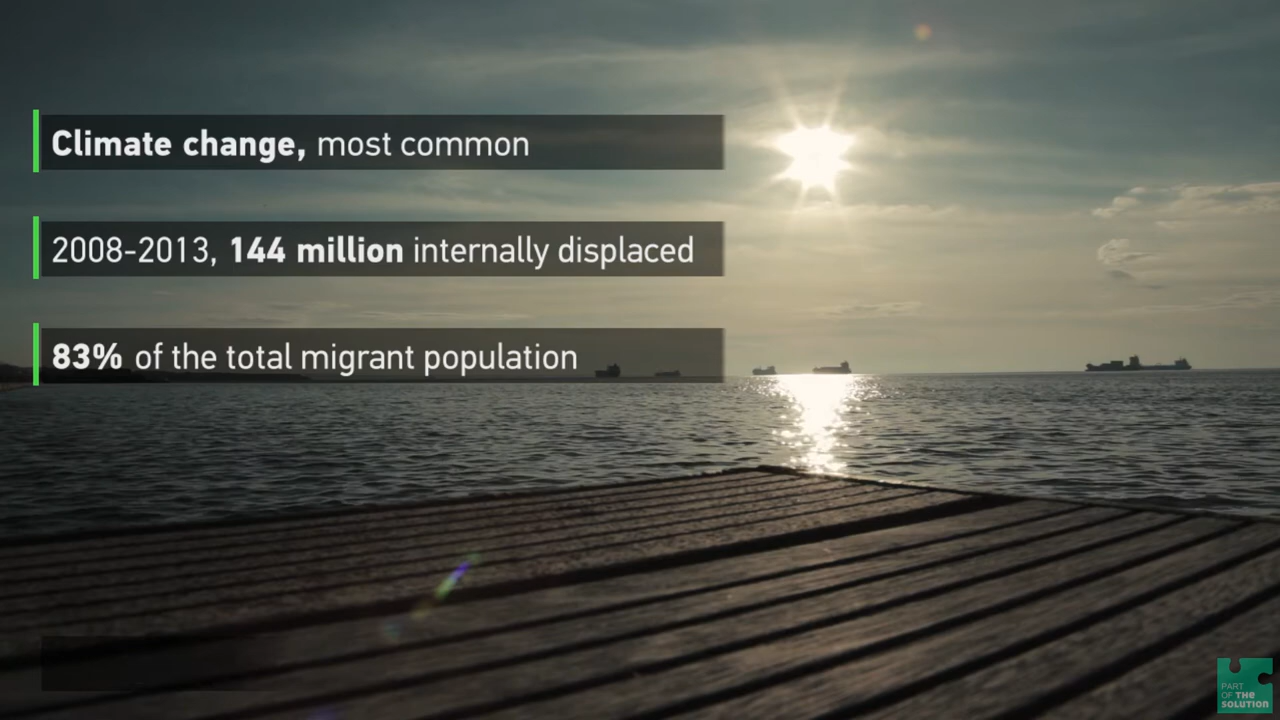 Climate change, most common
2008-2013, 144 million internally displaced
83% of the total migrant population
PART
OF THE
SOLUTION